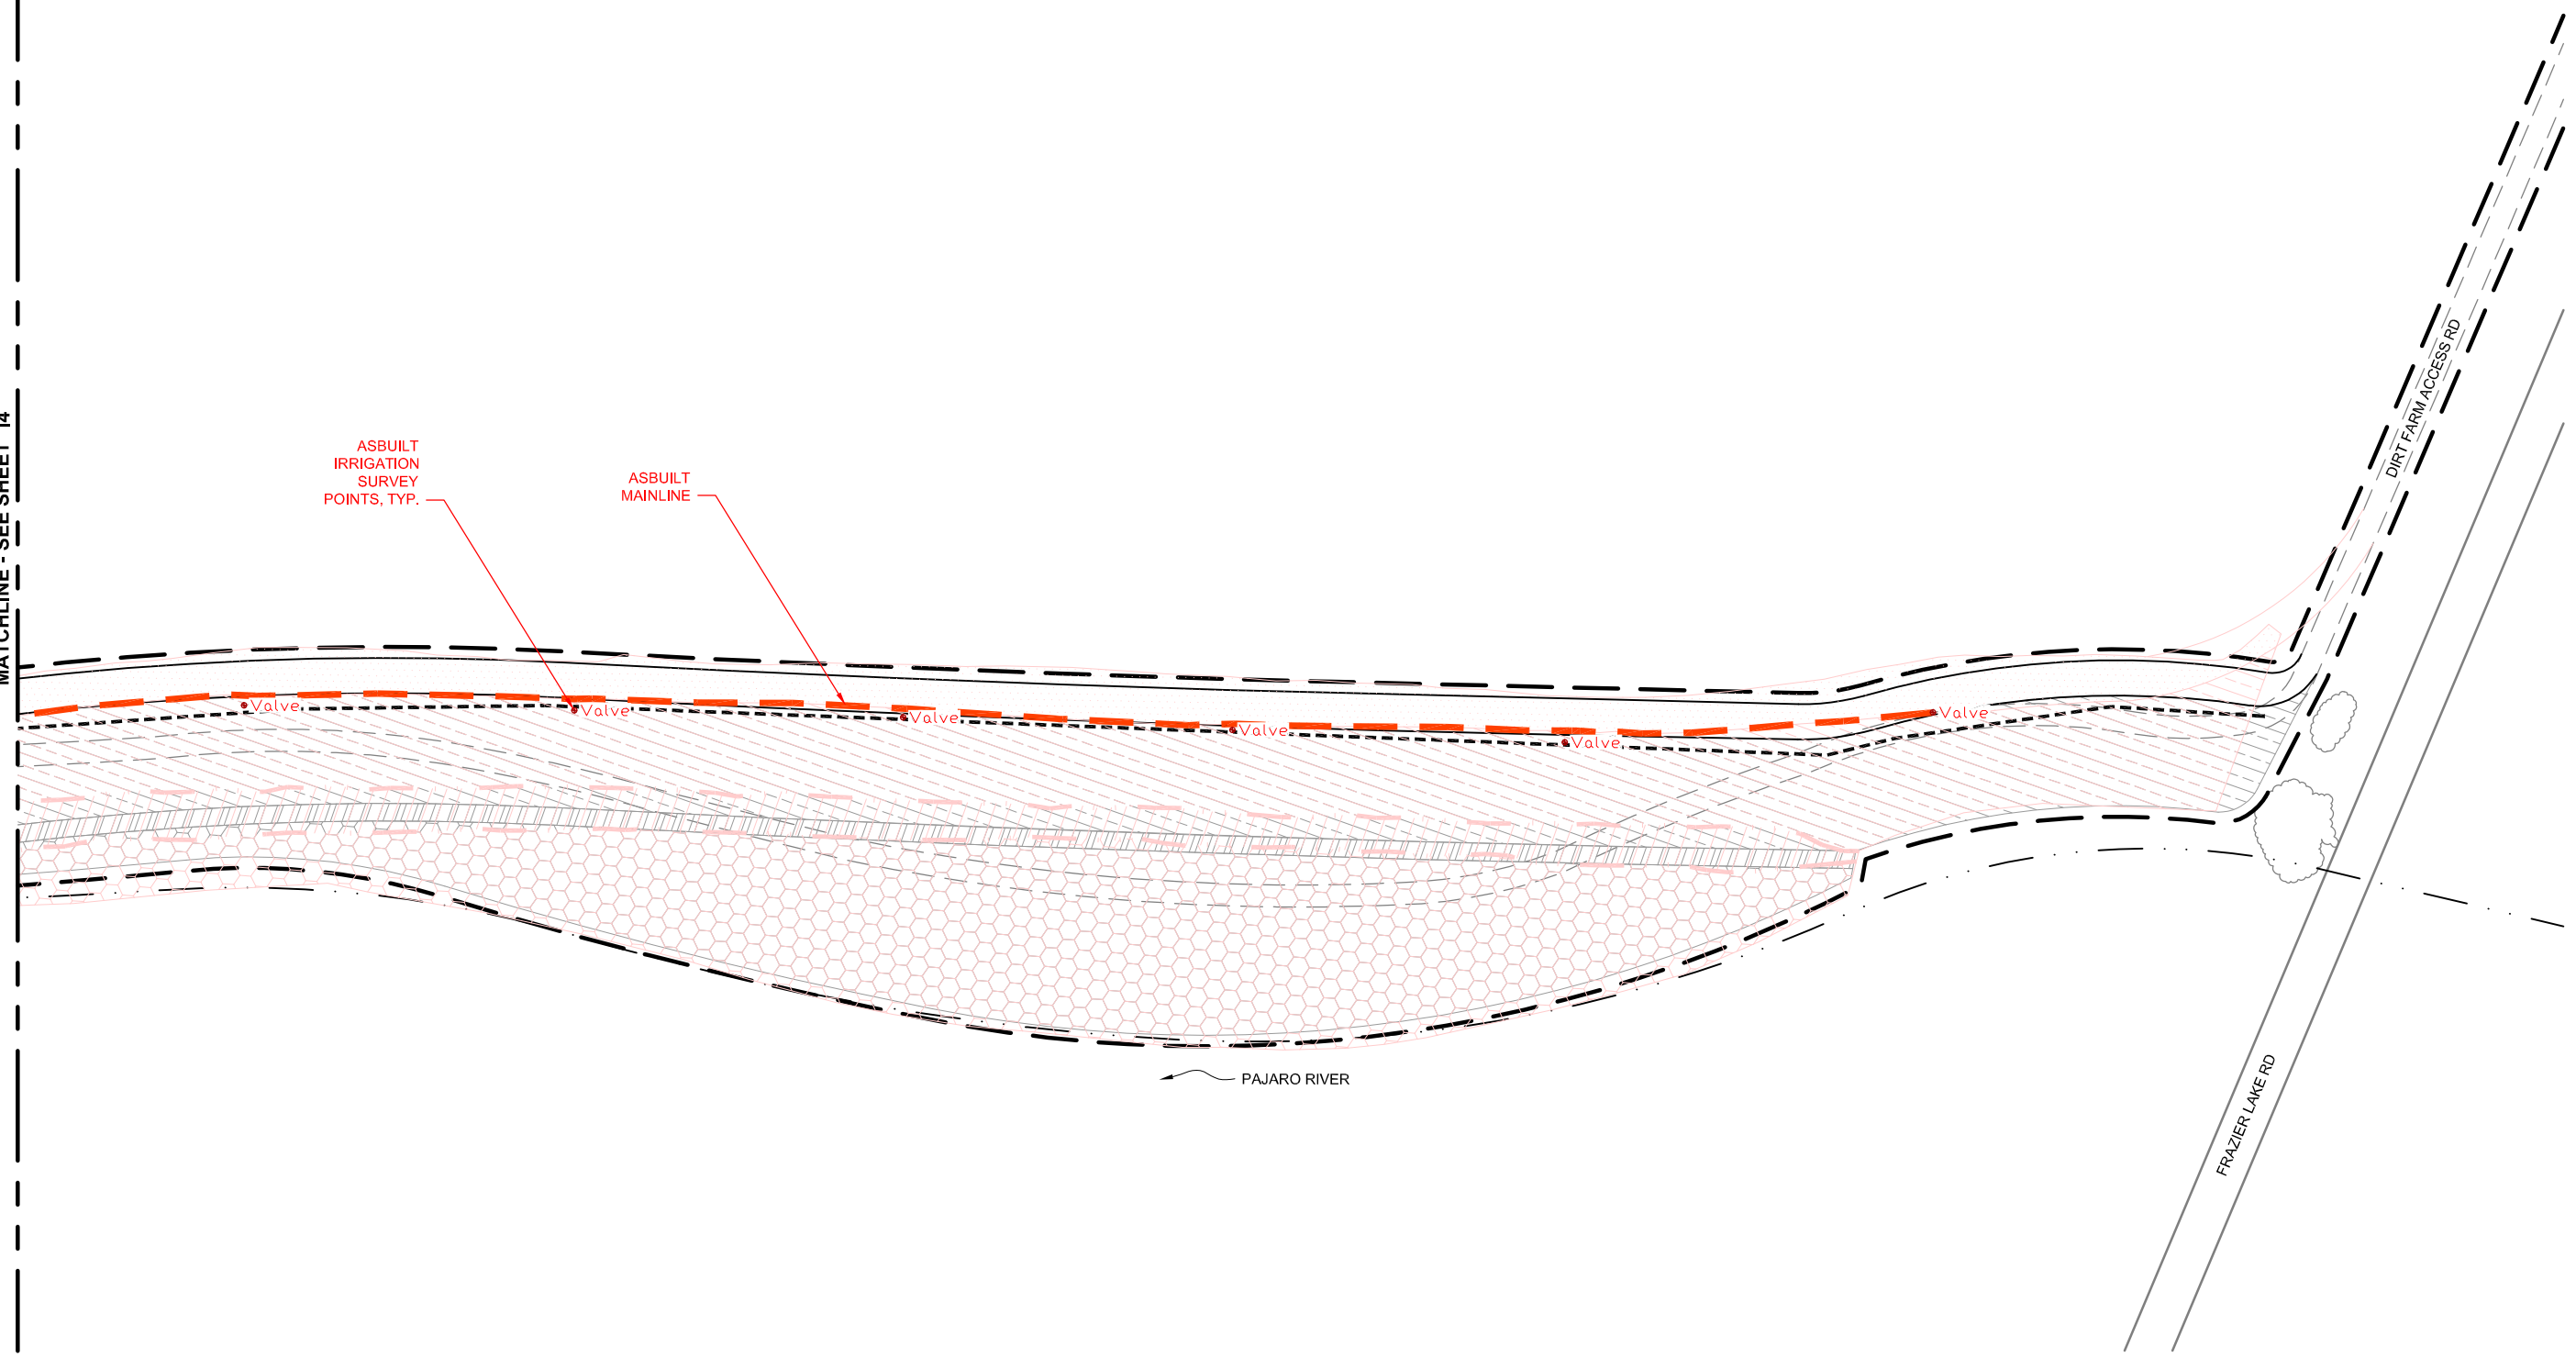 MATCHLINE - SEE SHEET 14
ASBUILT
IRRIGATION
SURVEY
POINTS, TYP.
ASBUILT
MAINLINE
DIRT FARM ACCESS RD
Valve
Valve
Valve
Valve
Valve
Valve
PAJARO RIVER
FRAZIER LAKE RD